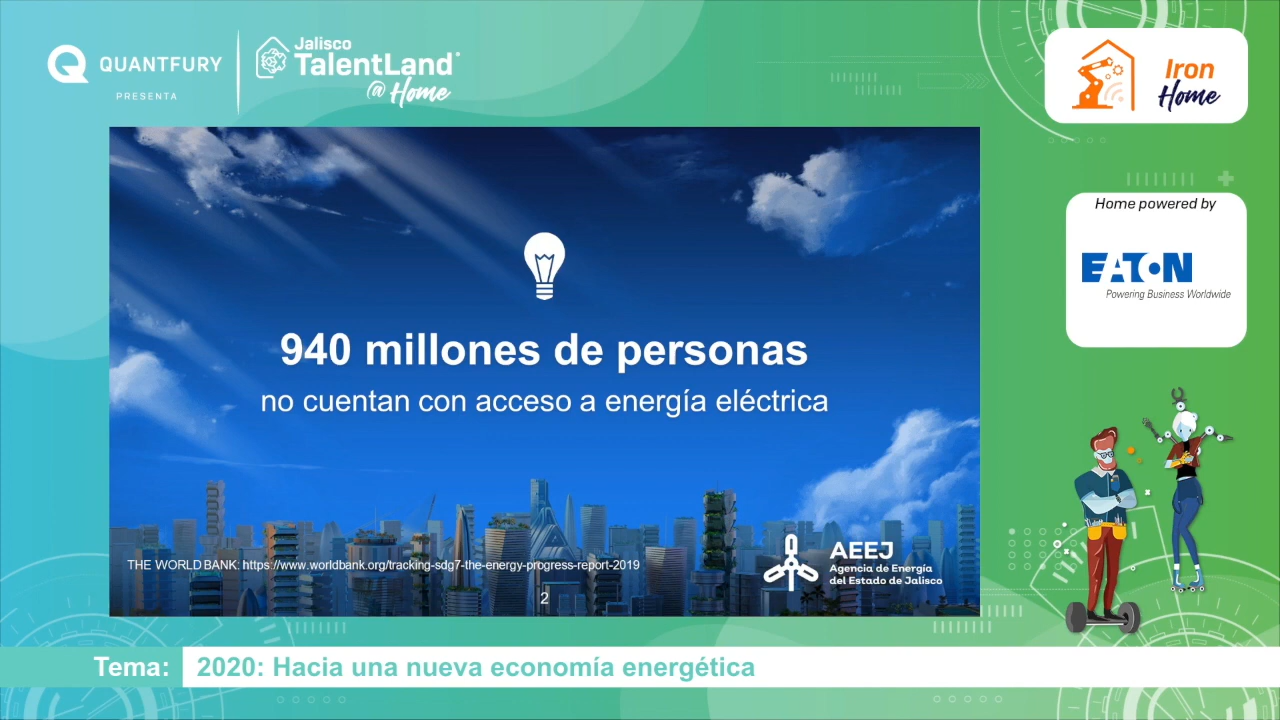 QUANTFURY
PRESENTA
Jalisco
TalentLand
@ Home
Iron
Home
Home powered by
EATON
Powering Business Worldwide
940 millones de personas
no cuentan con acceso a energía eléctrica
THE WORLD BANK: https://www.worldbank.org/tracking-sdg7-the-energy-progress-report-2019
AEEJ
Agencia de Energía
del Estado de Jalisco
2
Tema: 2020: Hacia una nueva economía energética